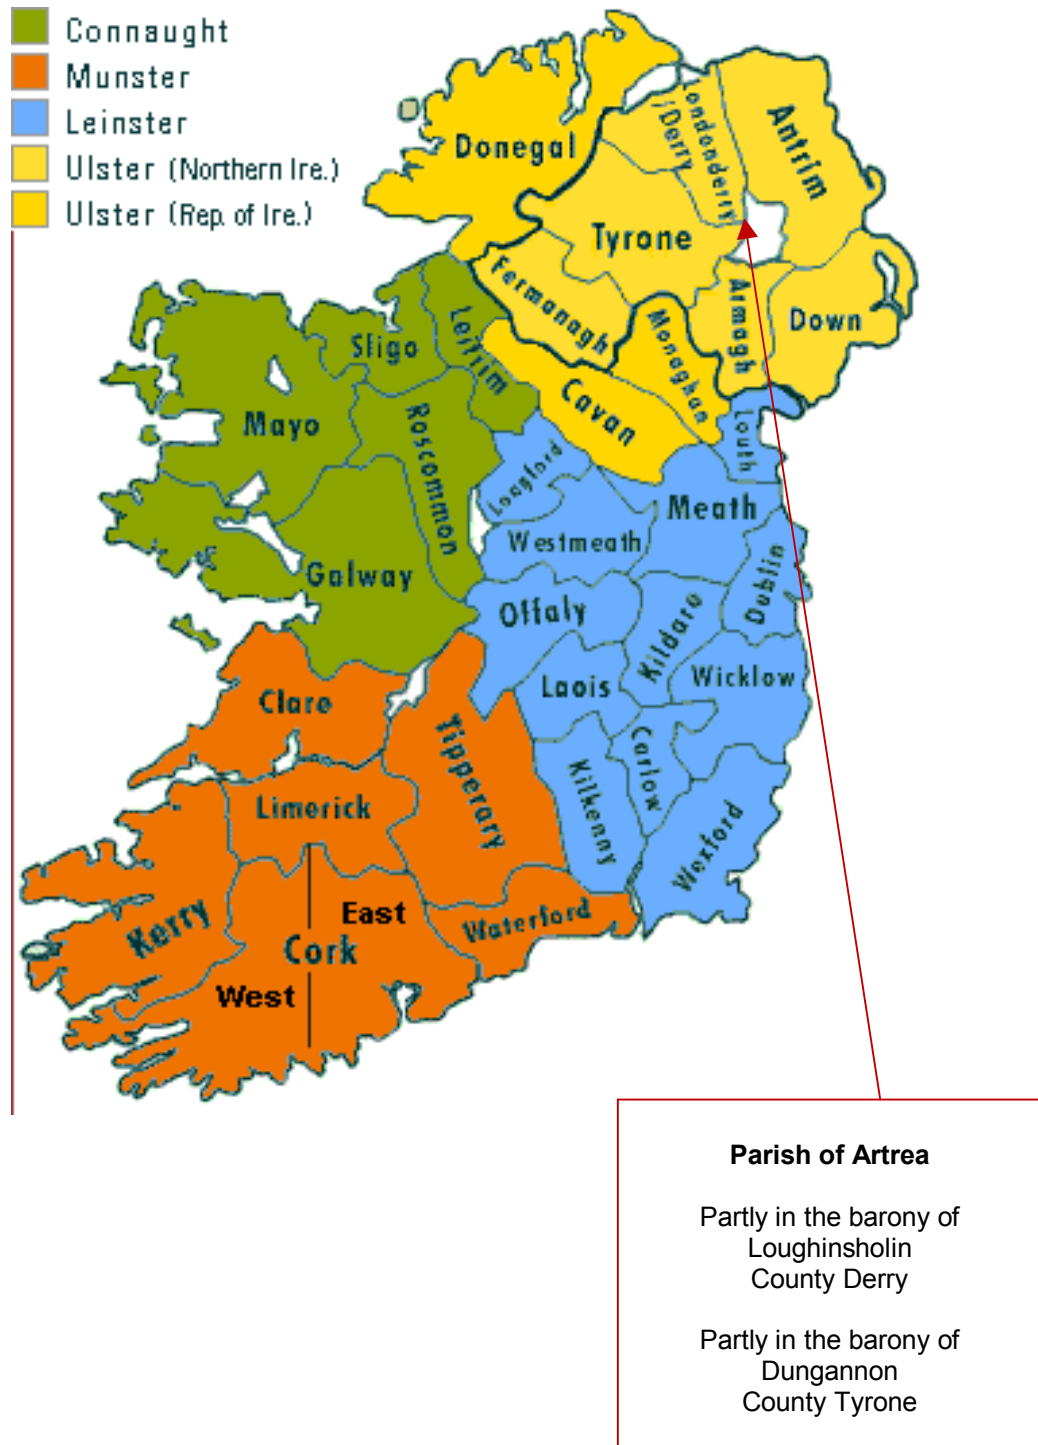 Connaught
Munster
Leinster
Ulster (Northern Ire.)
Ulster (Rep. of Ire.)
Donegal
Londonderry
/Derry
Antrim
Tyrone
Fermanagh
Armagh
Down
Monaghan
Cavan
Sligo
Leitrim
Mayo
Roscommon
Galway
Longford
Louth
Meath
Westmeath
Dublin
Offaly
Kildare
Laois
Wicklow
Carlow
Kilkenny
Wexford
Clare
Tipperary
Limerick
Kerry
East
Cork
West
Waterford
Parish of Artrea
Partly in the barony of
Loughinsholin
County Derry
Partly in the barony of
Dungannon
County Tyrone